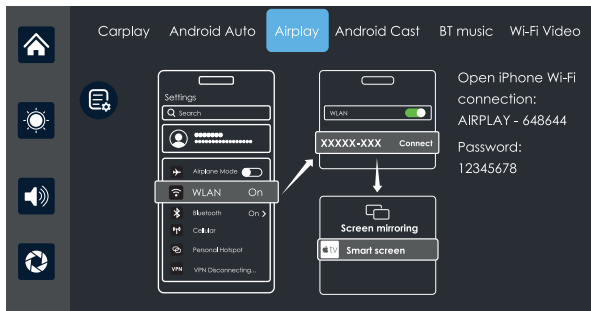 Carplay Android Auto Airplay Android Cast BT music Wi-Fi Video
Settings
Search
Airplane Mode
WLAN On
Bluetooth On >
Cellular
Personal Hotspot
VPN VPN Disconnecting...
WLAN
XXXXX-XXX Connect
Screen mirroring
tv Smart screen
Open iPhone Wi-Fi
connection:
AIRPLAY - 648644
Password:
12345678